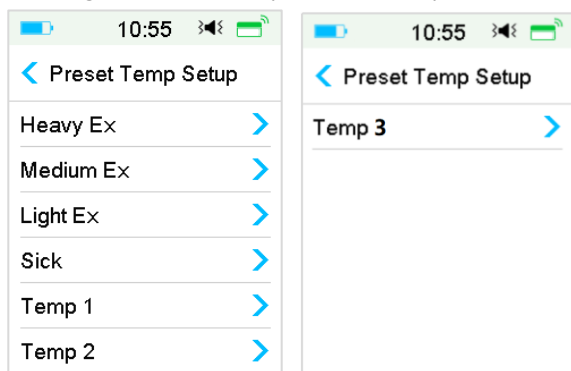 10:55
Preset Temp Setup
Heavy Ex
Medium Ex
Light Ex
Sick
Temp 1
Temp 2
10:55
Preset Temp Setup
Temp 3